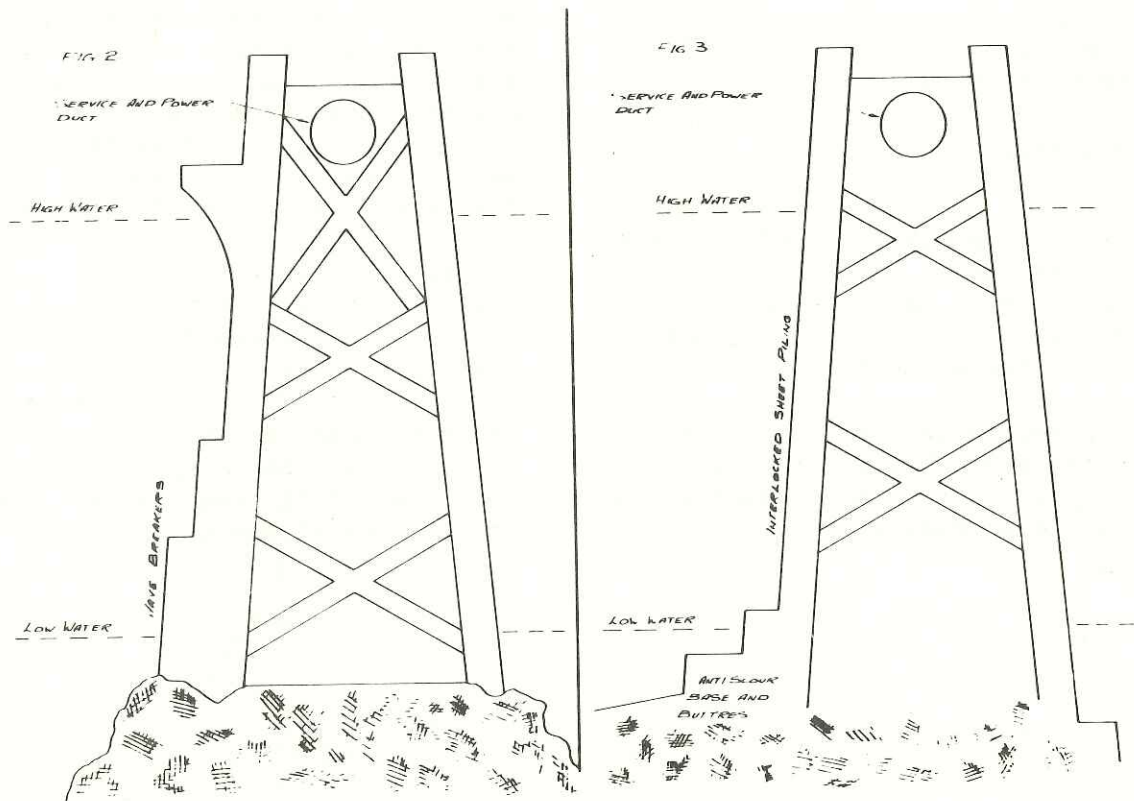 FIG 2
SERVICE AND POWER
DUCT
HIGH WATER
WAVE BREAKERS
LOW WATER
FIG 3
SERVICE AND POWER
DUCT
HIGH WATER
INTERLOCKED SHEET PILING
LOW WATER
ANTI SCOUR
BASE AND
BUTTRES